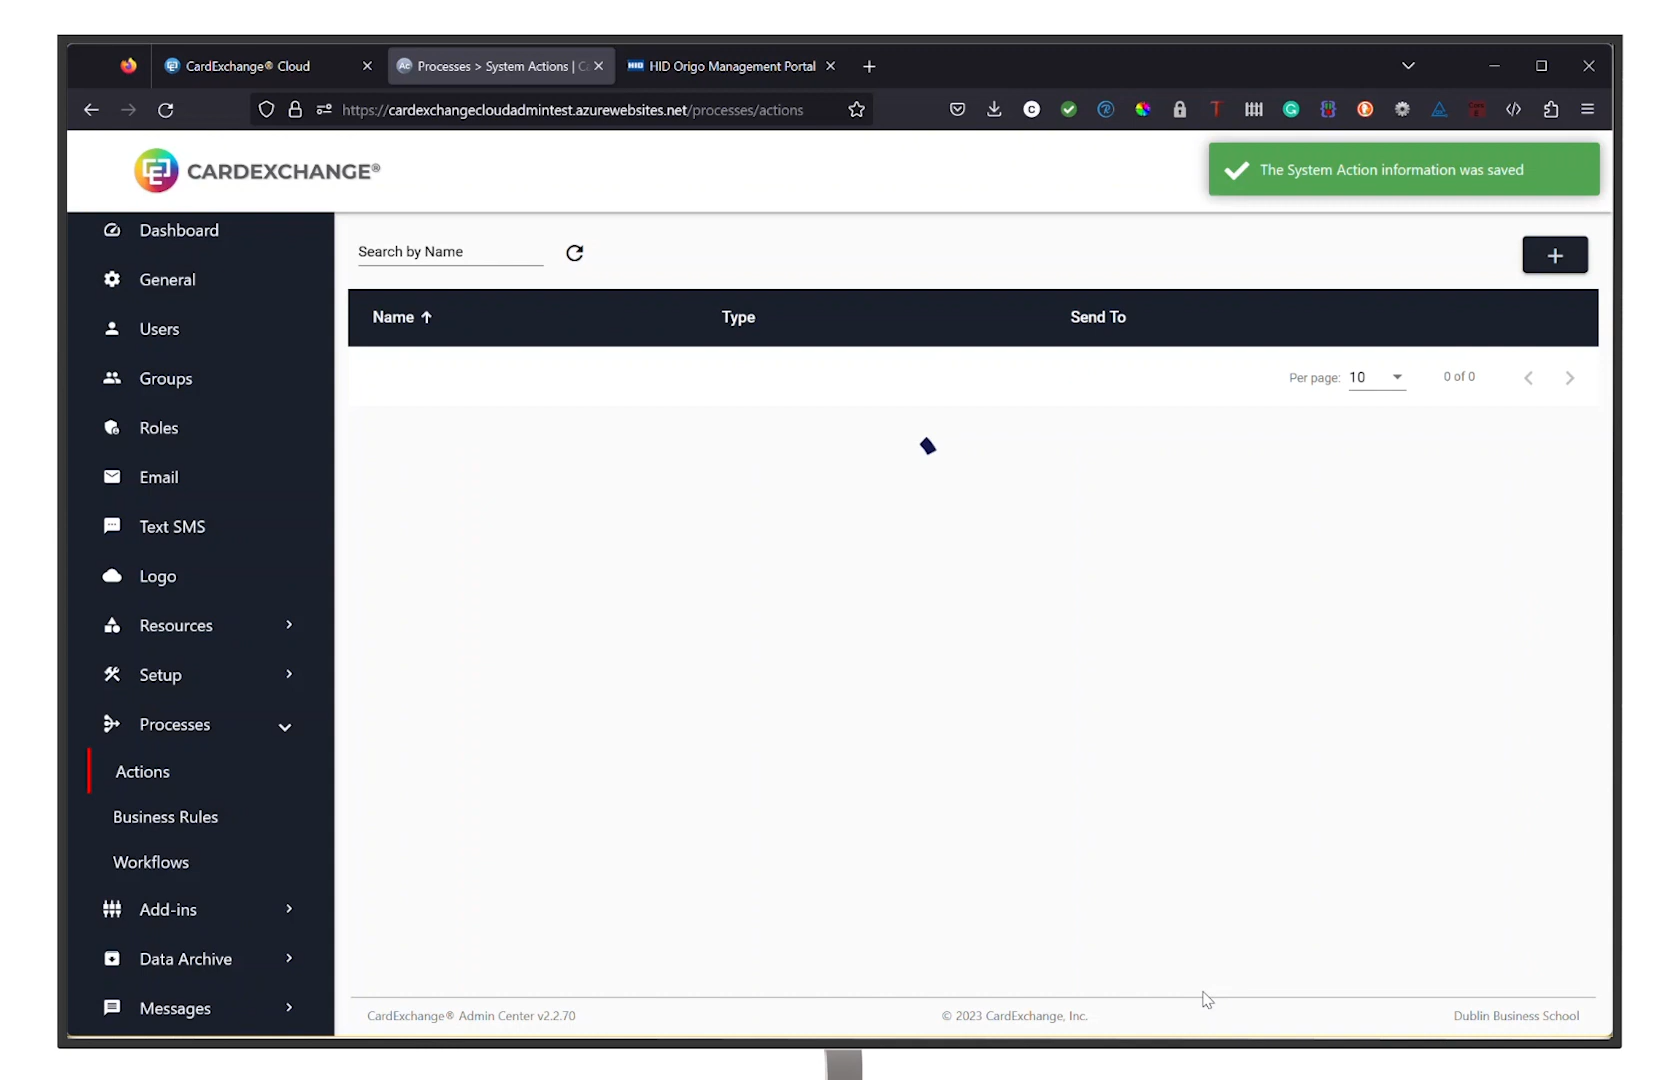 CardExchange® Cloud
Processes > System Actions | C
HID Origo Management Portal
https://cardexchangecloudadmintest.azurewebsites.net/processes/actions
CARDEXCHANGE®
The System Action information was saved
Dashboard
General
Users
Groups
Roles
Email
Text SMS
Logo
Resources
Setup
Processes
Actions
Business Rules
Workflows
Add-ins
Data Archive
Messages
Search by Name
+
Name ↑
Type
Send To
Per page: 10
0 of 0
CardExchange® Admin Center v2.2.70
© 2023 CardExchange, Inc.
Dublin Business School